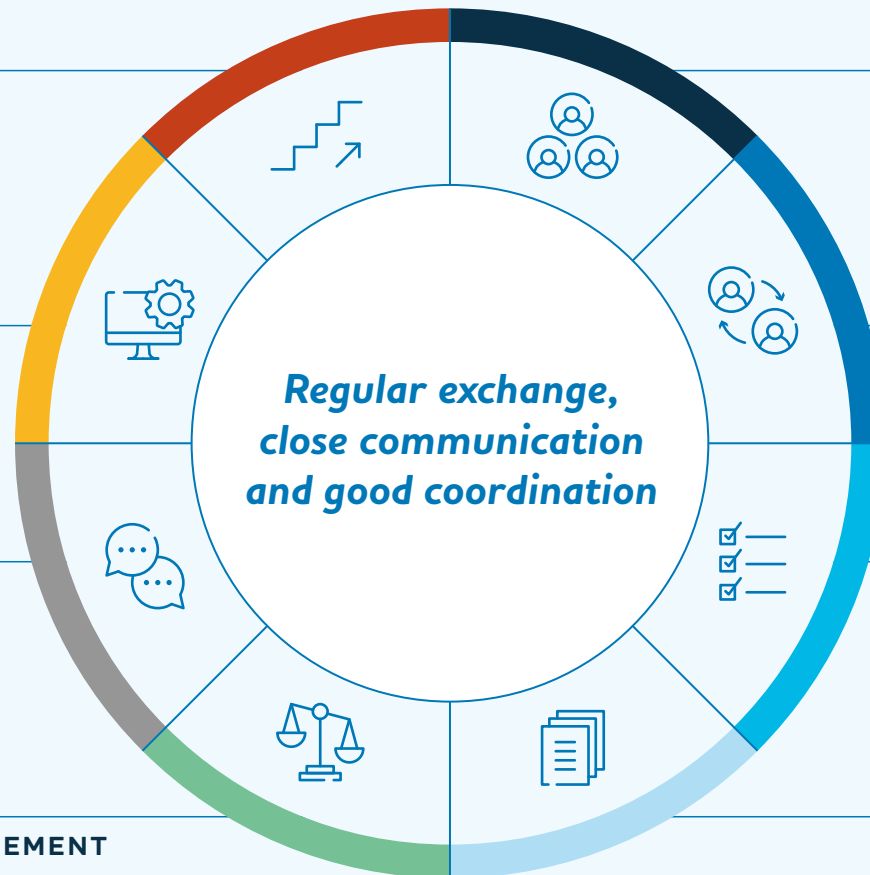 Regular exchange,
close communication
and good coordination
EMENT